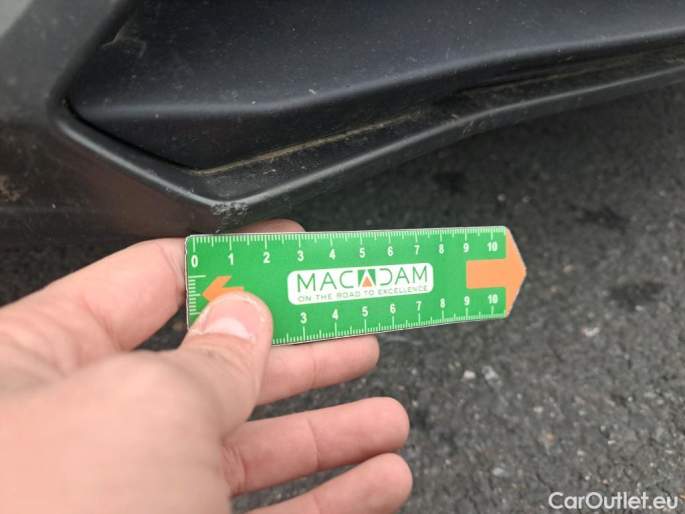 0 1 2 3 4 5 6 7 8 9 10
MACADAM
ON THE ROAD TO EXCELLENCE
3 4 5 6 7 8 9 10
CarOutlet.eu